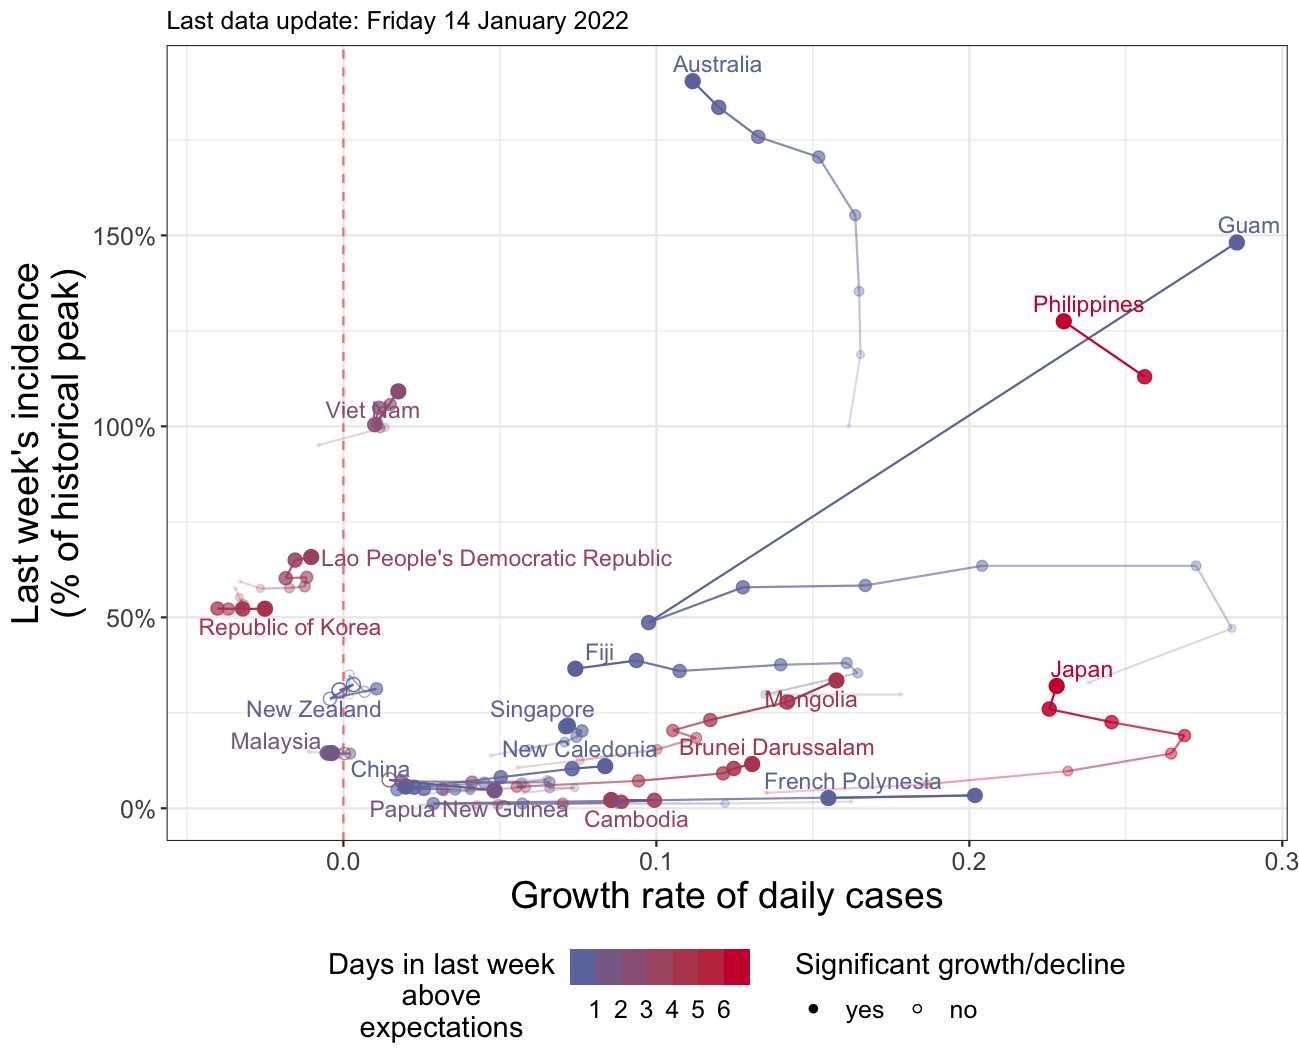 Last data update: Friday 14 January 2022
Last week's incidence
(% of historical peak)
150%
100%
50%
0%
Australia
Guam
Philippines
Viet Nam
Lao People's Democratic Republic
Republic of Korea
Fiji
Japan
New Zealand
Mongolia
Singapore
Malaysia
New Caledonia
Brunei Darussalam
China
French Polynesia
Papua New Guinea
Cambodia
0.0
0.1
0.2
0.3
Growth rate of daily cases
Days in last week
above
expectations
1 2 3 4 5 6
Significant growth/decline
yes
no